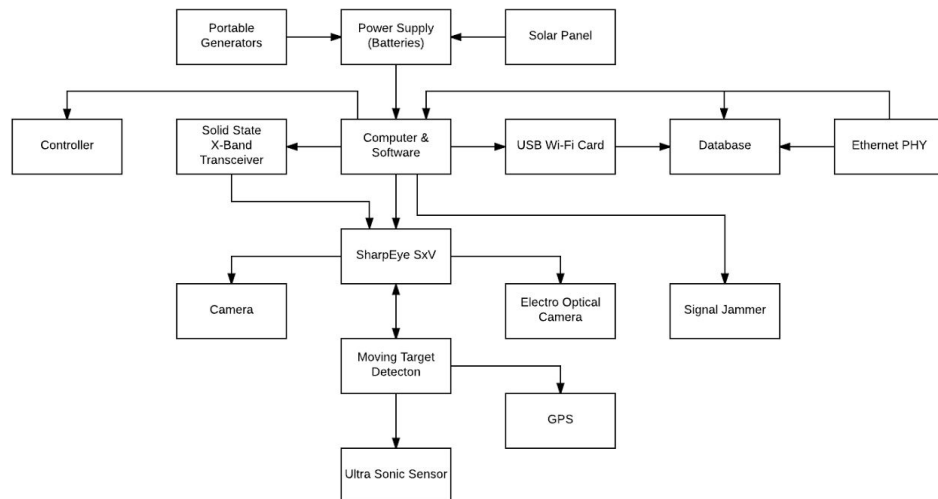 Portable
Generators
Power Supply
(Batteries)
Solar Panel
Controller
Solid State
X-Band
Transceiver
Computer &
Software
USB Wi-Fi Card
Database
Ethernet PHY
SharpEye SxV
Camera
Electro Optical
Camera
Signal Jammer
Moving Target
Detecton
GPS
Ultra Sonic Sensor